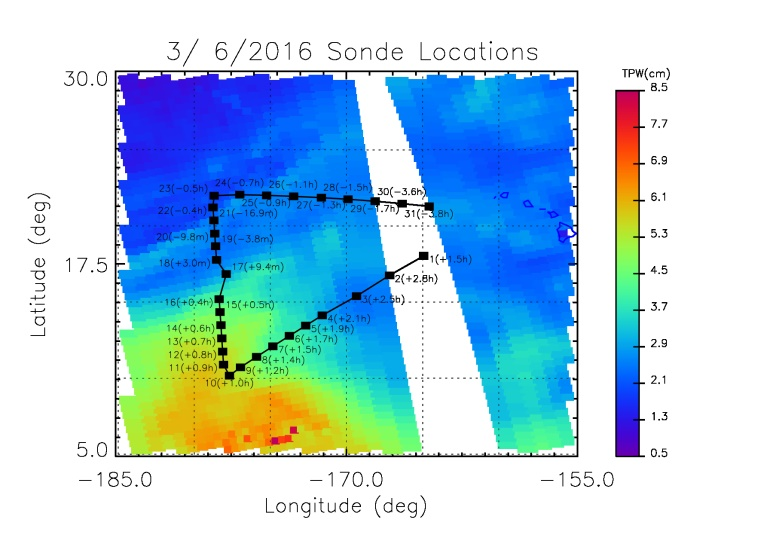 3/ 6/2016 Sonde Locations
TPW(cm)
30.0
17.5
5.0
Latitude (deg)
-185.0
-170.0
-155.0
Longitude (deg)
8.5
7.7
6.9
6.1
5.3
4.5
3.7
2.9
2.1
1.3
0.5
23(-0.5h)
24(-0.7h)
25(-0.9h)
26(-1.1h)
27(-1.3h)
28(-1.5h)
29(-1.7h)
30(-3.6h)
31(-3.8h)
22(-0.4h)
21(-16.9m)
20(-9.8m)
19(-3.8m)
18(+3.0m)
17(+9.4m)
16(+0.4h)
15(+0.5h)
14(+0.6h)
13(+0.7h)
12(+0.8h)
11(+0.9h)
10(+1.0h)
9(+1.2h)
8(+1.4h)
7(+1.5h)
6(+1.7h)
5(+1.9h)
4(+2.1h)
1(+1.5h)